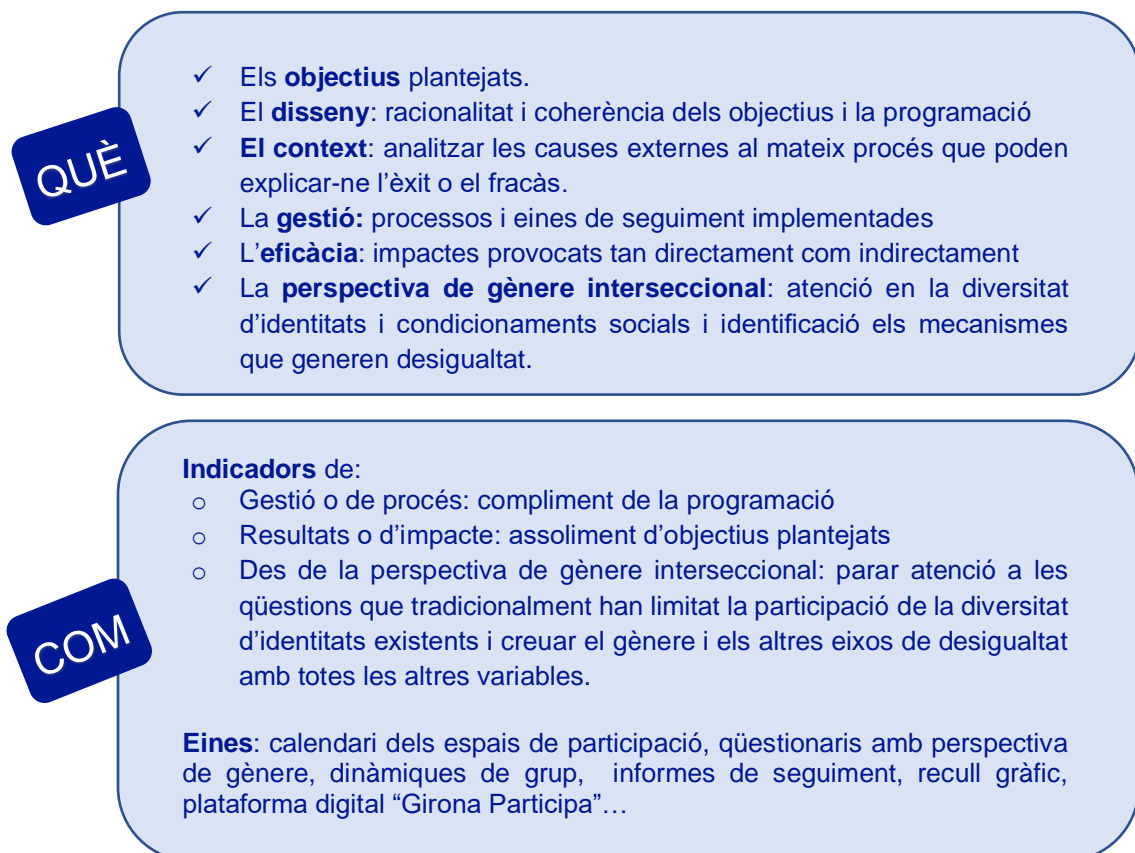 QUÈ
✓ Els objectius plantejats.
✓ El disseny: racionalitat i coherència dels objectius i la programació
✓ El context: analitzar les causes externes al mateix procés que poden
explicar-ne l’èxit o el fracàs.
✓ La gestió: processos i eines de seguiment implementades
✓ L’eficàcia: impactes provocats tan directament com indirectament
✓ La perspectiva de gènere interseccional: atenció en la diversitat
d’identitats i condicionaments socials i identificació els mecanismes
que generen desigualtat.
COM
Indicadors de:
o Gestió o de procés: compliment de la programació
o Resultats o d’impacte: assoliment d’objectius plantejats
o Des de la perspectiva de gènere interseccional: parar atenció a les
qüestions que tradicionalment han limitat la participació de la diversitat
d’identitats existents i creuar el gènere i els altres eixos de desigualtat
amb totes les altres variables.
Eines: calendari dels espais de participació, qüestionaris amb perspectiva
de gènere, dinàmiques de grup, informes de seguiment, recull gràfic,
plataforma digital “Girona Participa”…